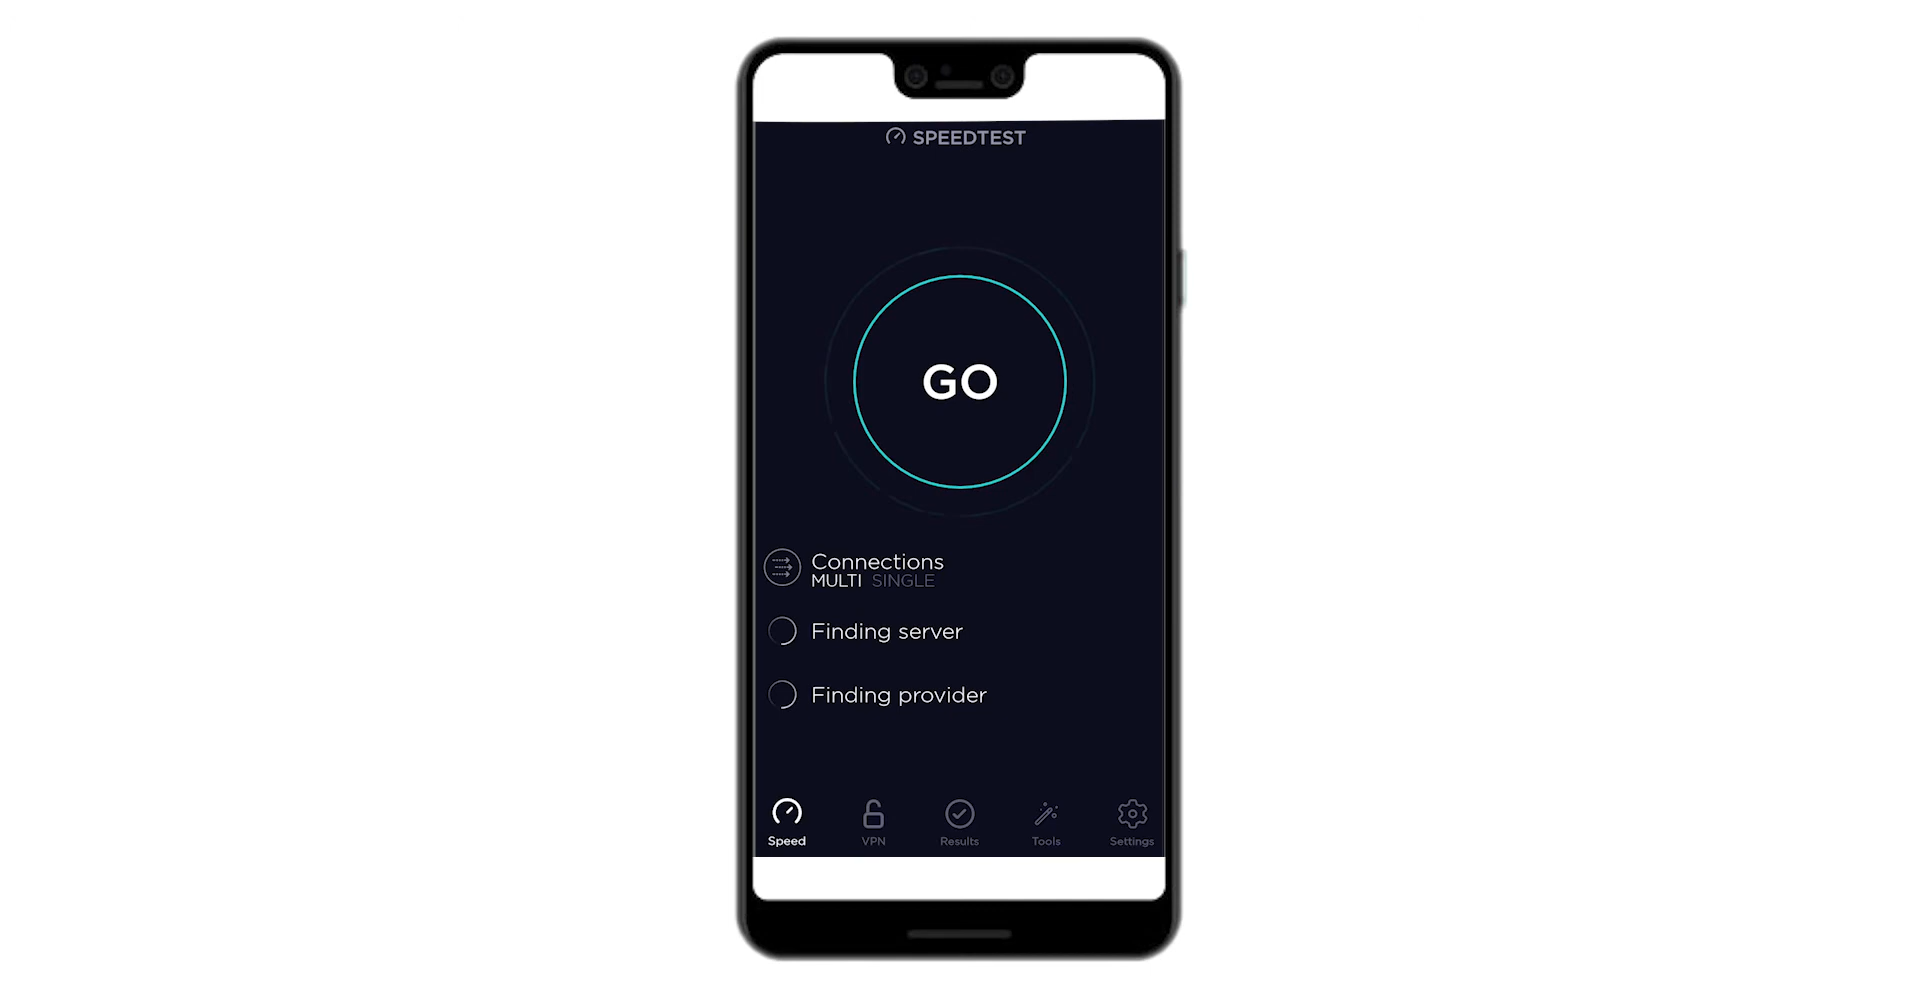 SPEEDTEST
GO
Connections
MULTI SINGLE
Finding server
Finding provider
Speed VPN Results Tools Settings